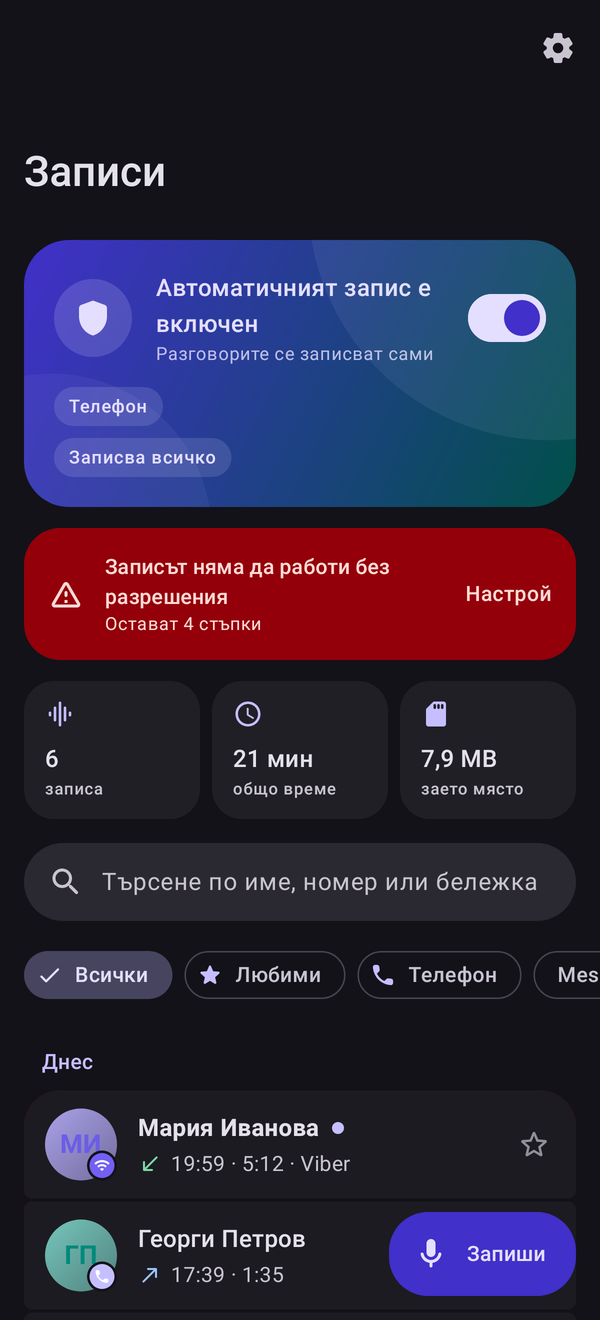 Записи
Автоматичният запис е
включен
Разговорите се записват сами
Телефон
Записва всичко
Записът няма да работи без
разрешения
Остават 4 стъпки
Настрой
6
записа
21 мин
общо време
7,9 MB
заето място
Търсене по име, номер или бележка
Всички
Любими
Телефон
Mes
Днес
МИ
Мария Иванова
19:59 · 5:12 · Viber
ГП
Георги Петров
17:39 · 1:35
Запиши